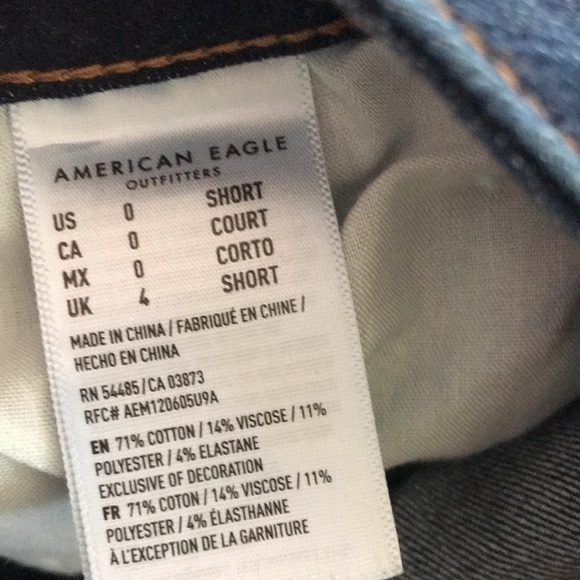 AMERICAN EAGLE
OUTFITTERS
US 0 SHORT
CA 0 COURT
MX 0 CORTO
UK 4 SHORT
MADE IN CHINA / FABRIQUÉ EN CHINE /
HECHO EN CHINA
RN 54485 / CA 03873
RFC# AEM120605U9A
EN 71% COTTON / 14% VISCOSE / 11%
POLYESTER / 4% ELASTANE
EXCLUSIVE OF DECORATION
FR 71% COTON / 14% VISCOSE / 11%
POLYESTER / 4% ÉLASTHANNE
À L'EXCEPTION DE LA GARNITURE